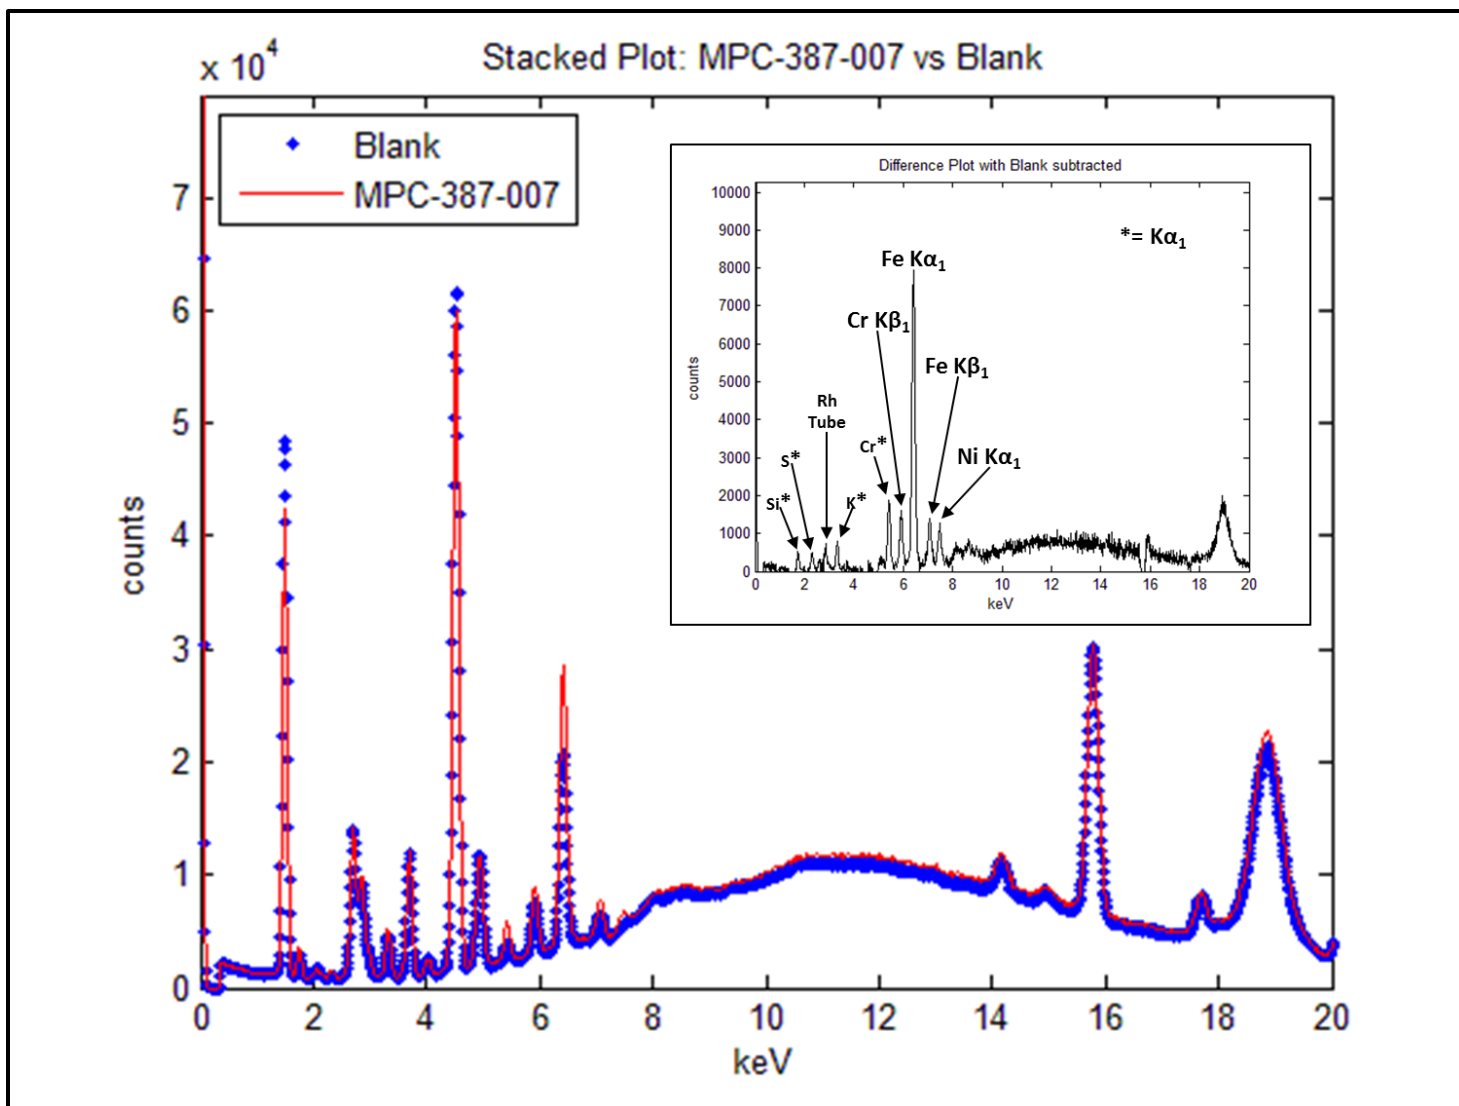 x 10^4
Stacked Plot: MPC-387-007 vs Blank
Blank
MPC-387-007
counts
7
6
5
4
3
2
1
0
0 2 4 6 8 10 12 14 16 18 20
keV
Difference Plot with Blank subtracted
*= Kα₁
counts
10000
9000
8000
7000
6000
5000
4000
3000
2000
1000
0
Fe Kα₁
Cr Kβ₁
Fe Kβ₁
Rh
Tube
Cr*
Ni Kα₁
S*
Si*
K*
0 2 4 6 8 10 12 14 16 18 20
keV